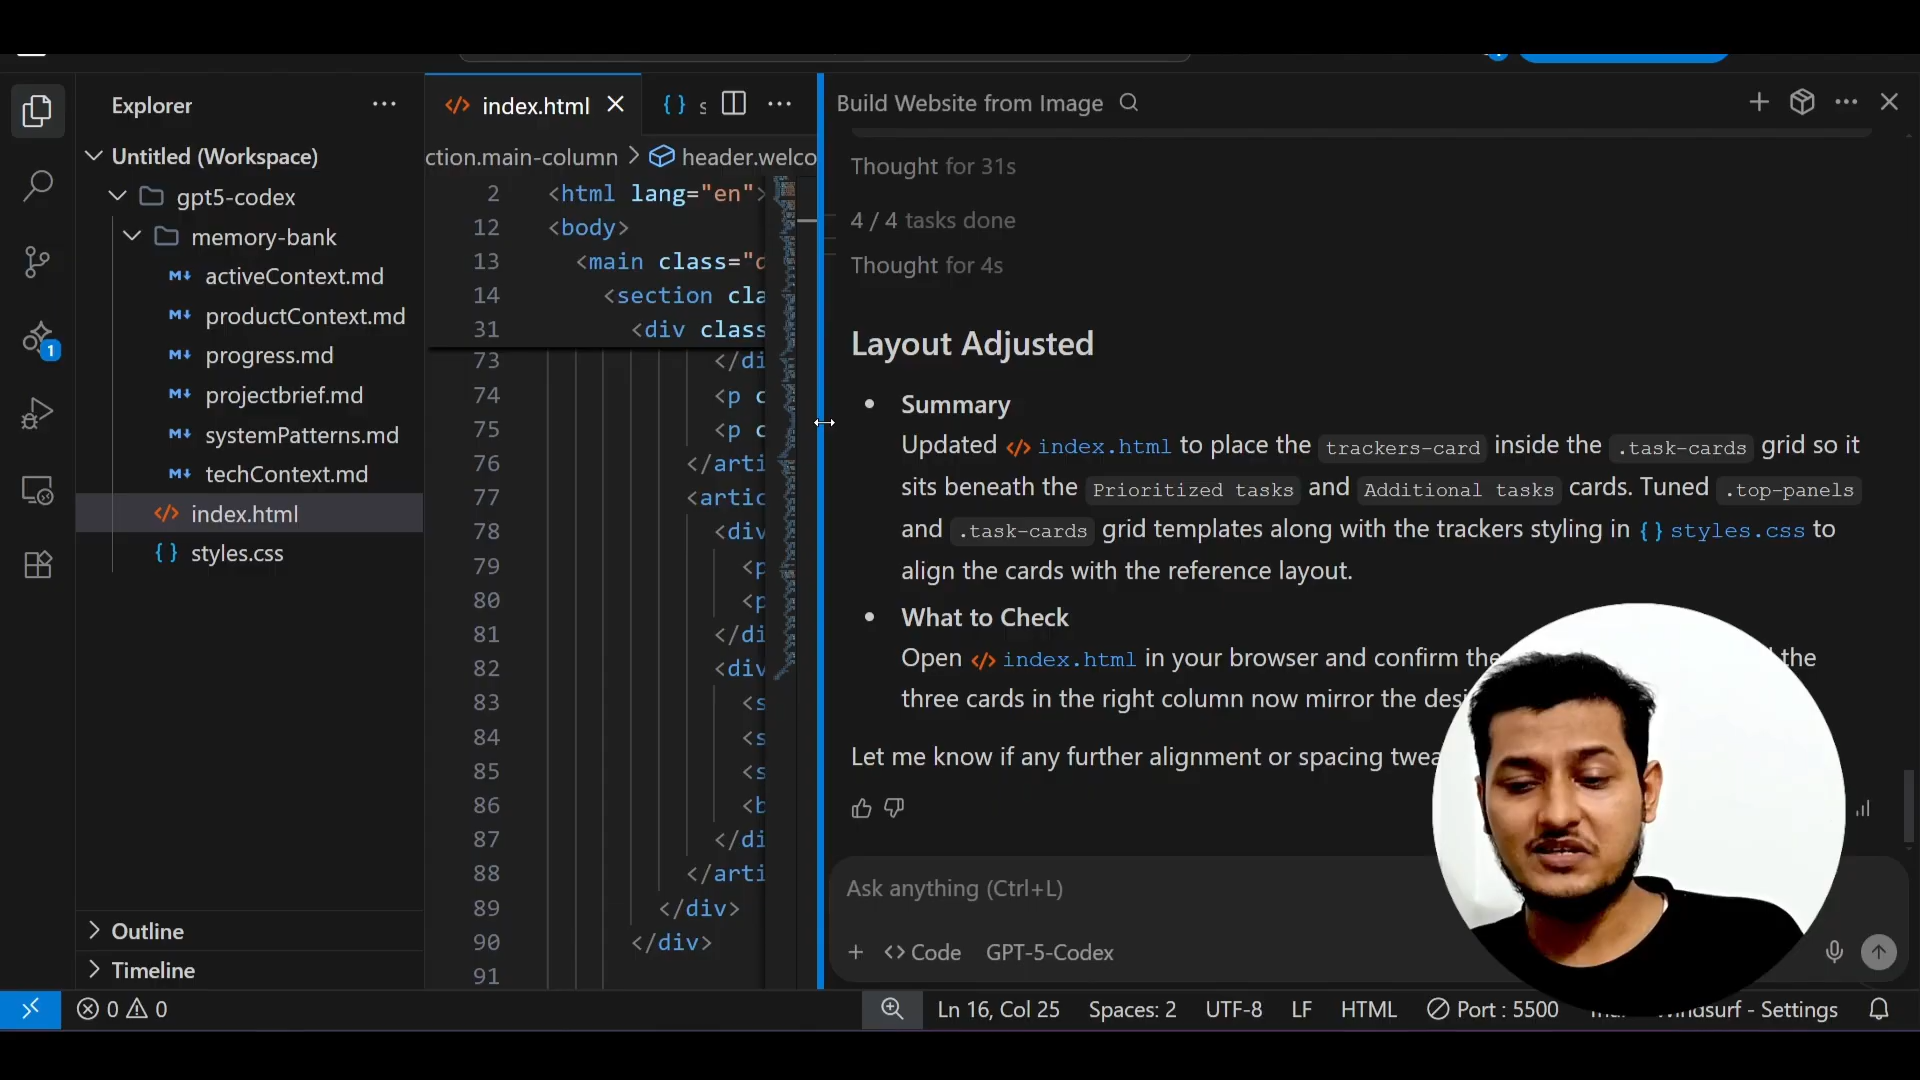 Explorer
Untitled (Workspace)
gpt5-codex
memory-bank
activeContext.md
productContext.md
progress.md
projectbrief.md
systemPatterns.md
techContext.md
index.html
styles.css
Outline
Timeline
1
index.html
s
ction.main-column > header.welco
2 <html lang="en">
12 <body>
13 <main class="d
14 <section cla
31 <div class
73 </di
74 <p c
75 <p c
76 </arti
77 <artic
78 <div
79 <p
80 <p
81 </di
82 <div
83 <s
84 <s
85 <s
86 <b
87 </di
88 </arti
89 </div>
90 </div>
91
Build Website from Image
Thought for 31s
4 / 4 tasks done
Thought for 4s
Layout Adjusted
• Summary
Updated index.html to place the trackers-card inside the .task-cards grid so it
sits beneath the Prioritized tasks and Additional tasks cards. Tuned .top-panels
and .task-cards grid templates along with the trackers styling in {} styles.css to
align the cards with the reference layout.
• What to Check
Open index.html in your browser and confirm the the
three cards in the right column now mirror the desi
Let me know if any further alignment or spacing twea
Ask anything (Ctrl+L)
+ <> Code GPT-5-Codex
0 0
Ln 16, Col 25 Spaces: 2 UTF-8 LF HTML Port : 5500 Windsurf - Settings